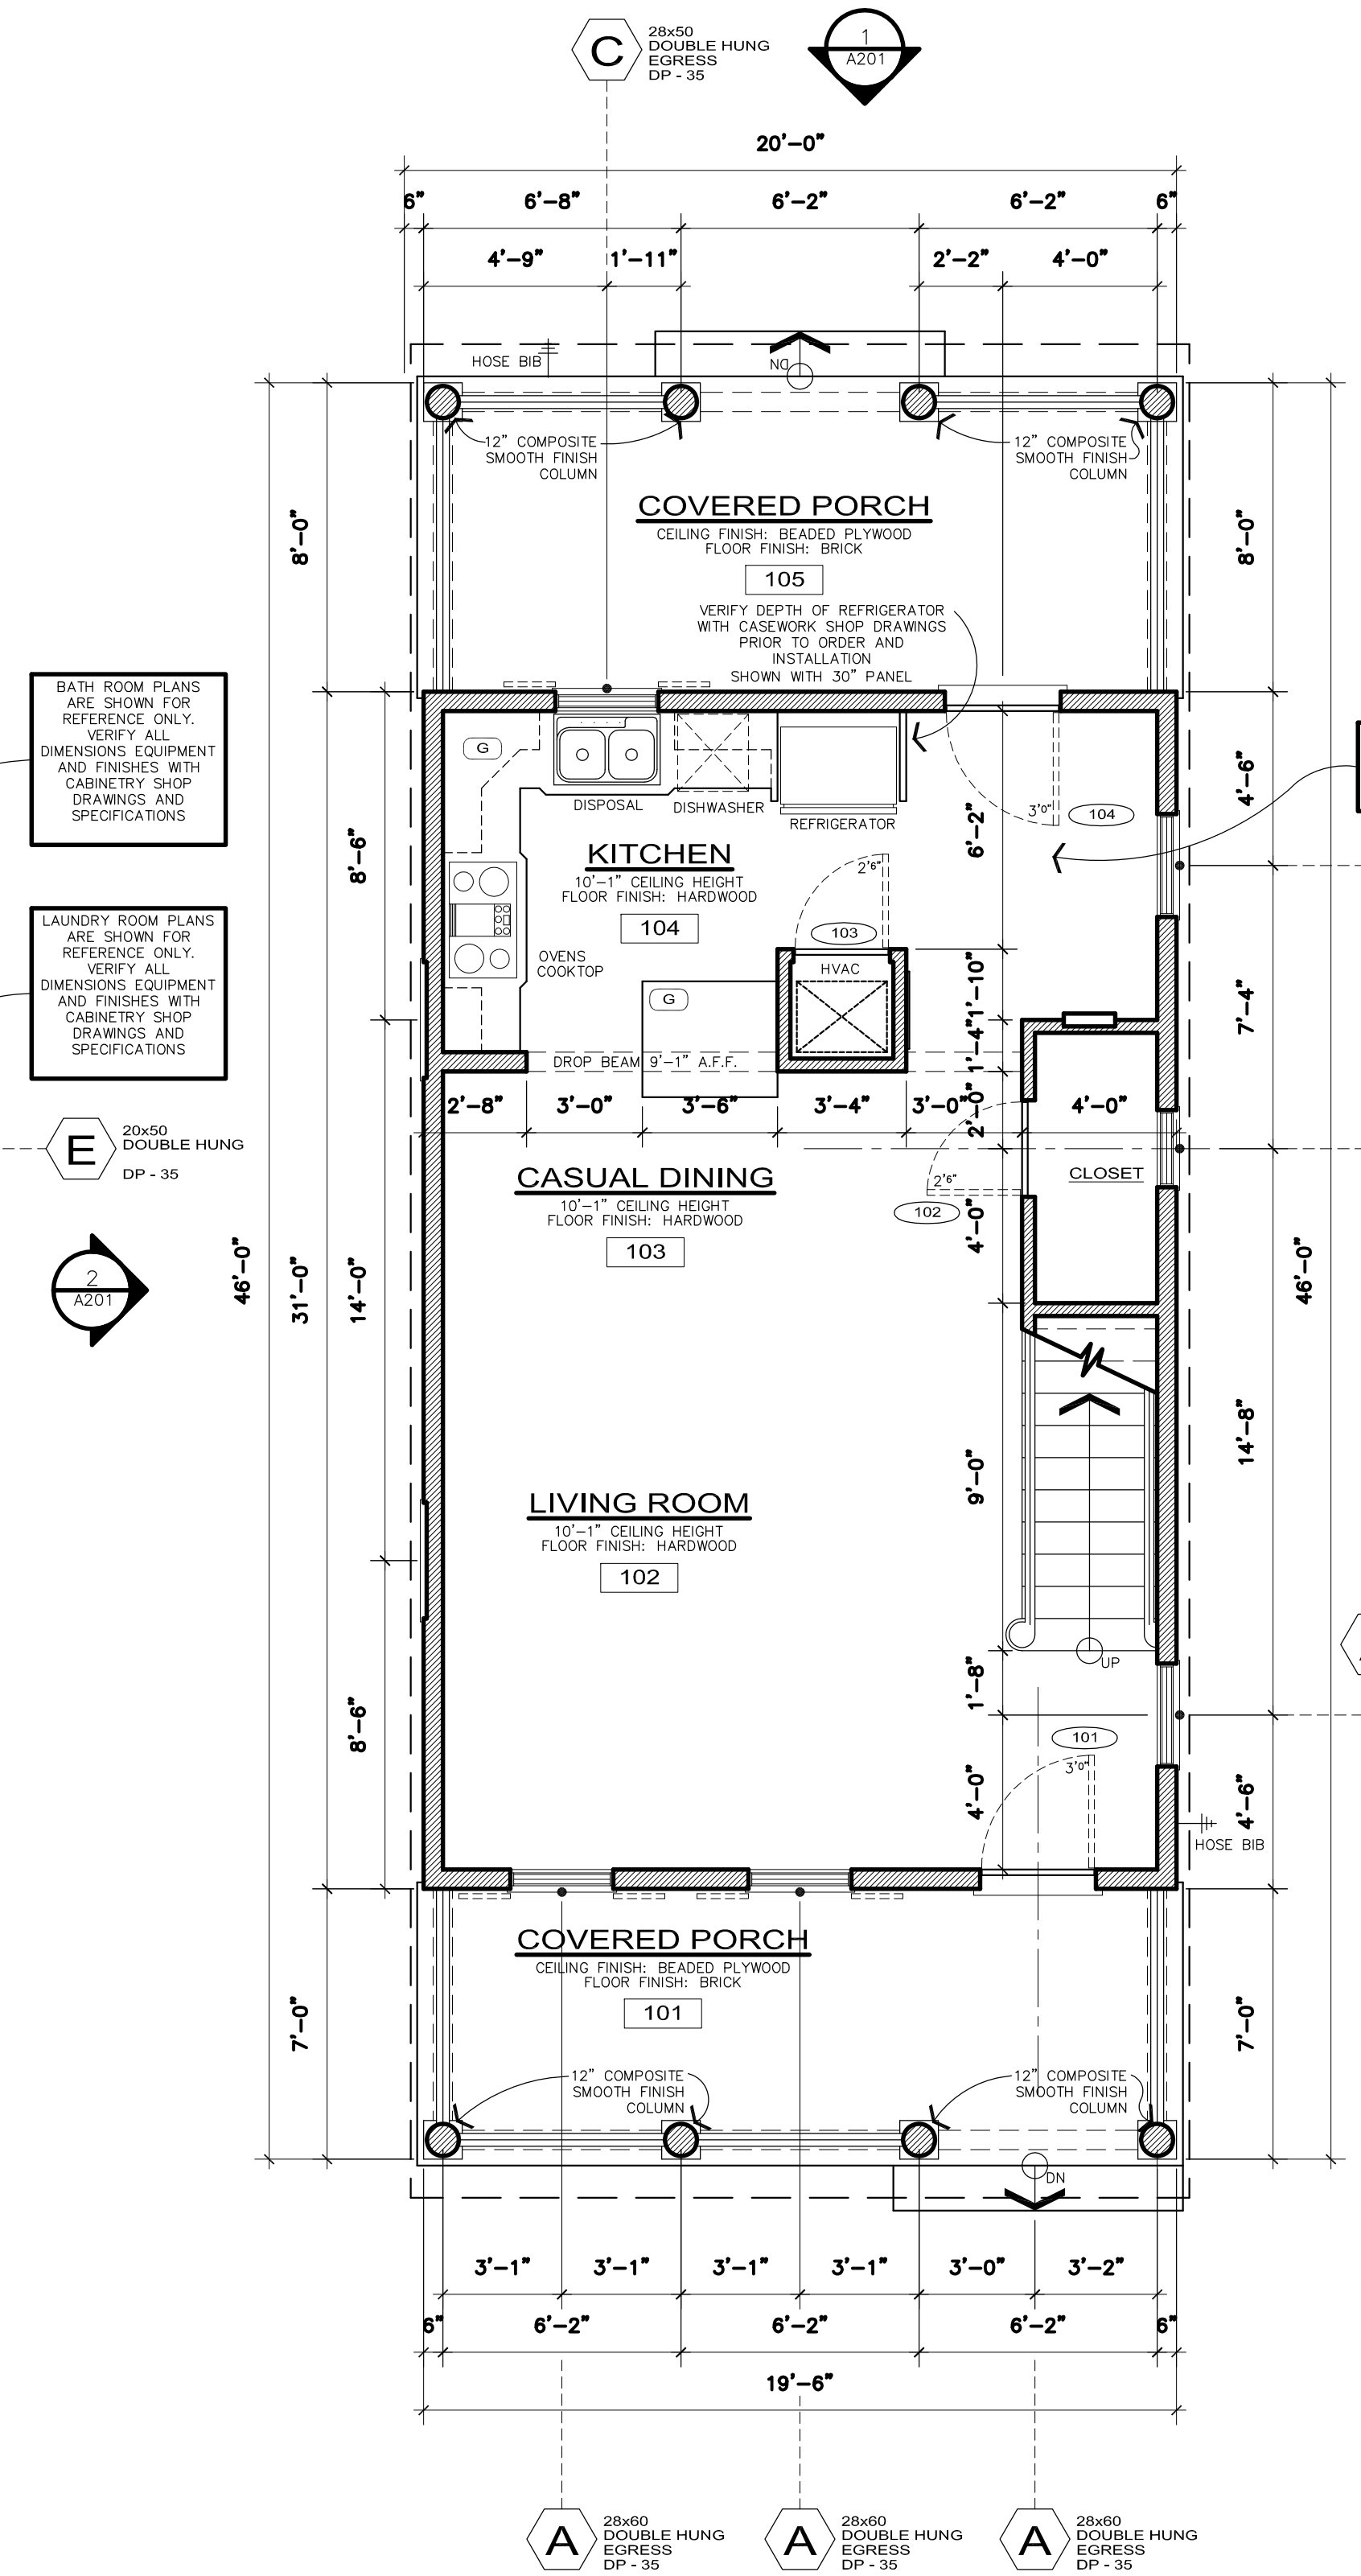 C
28x50
DOUBLE HUNG
EGRESS
DP - 35
1
A201
20'-0"
6"
6'-8"
6'-2"
6'-2"
6"
4'-9"
1'-11"
2'-2"
4'-0"
HOSE BIB
DN
12" COMPOSITE
SMOOTH FINISH
COLUMN
12" COMPOSITE
SMOOTH FINISH
COLUMN
COVERED PORCH
CEILING FINISH: BEADED PLYWOOD
FLOOR FINISH: BRICK
105
VERIFY DEPTH OF REFRIGERATOR
WITH CASEWORK SHOP DRAWINGS
PRIOR TO ORDER AND
INSTALLATION
SHOWN WITH 30" PANEL
8'-0"
8'-0"
BATH ROOM PLANS
ARE SHOWN FOR
REFERENCE ONLY.
VERIFY ALL
DIMENSIONS EQUIPMENT
AND FINISHES WITH
CABINETRY SHOP
DRAWINGS AND
SPECIFICATIONS
G
DISPOSAL
DISHWASHER
REFRIGERATOR
3'0"
104
6'-2"
4'-6"
8'-6"
KITCHEN
10'-1" CEILING HEIGHT
FLOOR FINISH: HARDWOOD
104
2'6"
103
HVAC
OVENS
COOKTOP
G
LAUNDRY ROOM PLANS
ARE SHOWN FOR
REFERENCE ONLY.
VERIFY ALL
DIMENSIONS EQUIPMENT
AND FINISHES WITH
CABINETRY SHOP
DRAWINGS AND
SPECIFICATIONS
1'-10"
1'-4"
7'-4"
DROP BEAM 9'-1" A.F.F.
2'-8"
3'-0"
3'-6"
3'-4"
3'-0"
2'-0"
4'-0"
E
20x50
DOUBLE HUNG
DP - 35
CASUAL DINING
10'-1" CEILING HEIGHT
FLOOR FINISH: HARDWOOD
103
2'6"
102
CLOSET
4'-0"
2
A201
46'-0"
31'-0"
14'-0"
46'-0"
14'-8"
9'-0"
LIVING ROOM
10'-1" CEILING HEIGHT
FLOOR FINISH: HARDWOOD
102
UP
1'-8"
8'-6"
101
3'0"
4'-0"
4'-6"
HOSE BIB
COVERED PORCH
CEILING FINISH: BEADED PLYWOOD
FLOOR FINISH: BRICK
101
7'-0"
7'-0"
12" COMPOSITE
SMOOTH FINISH
COLUMN
12" COMPOSITE
SMOOTH FINISH
COLUMN
DN
3'-1"
3'-1"
3'-1"
3'-1"
3'-0"
3'-2"
6"
6'-2"
6'-2"
6'-2"
6"
19'-6"
A
28x60
DOUBLE HUNG
EGRESS
DP - 35
A
28x60
DOUBLE HUNG
EGRESS
DP - 35
A
28x60
DOUBLE HUNG
EGRESS
DP - 35